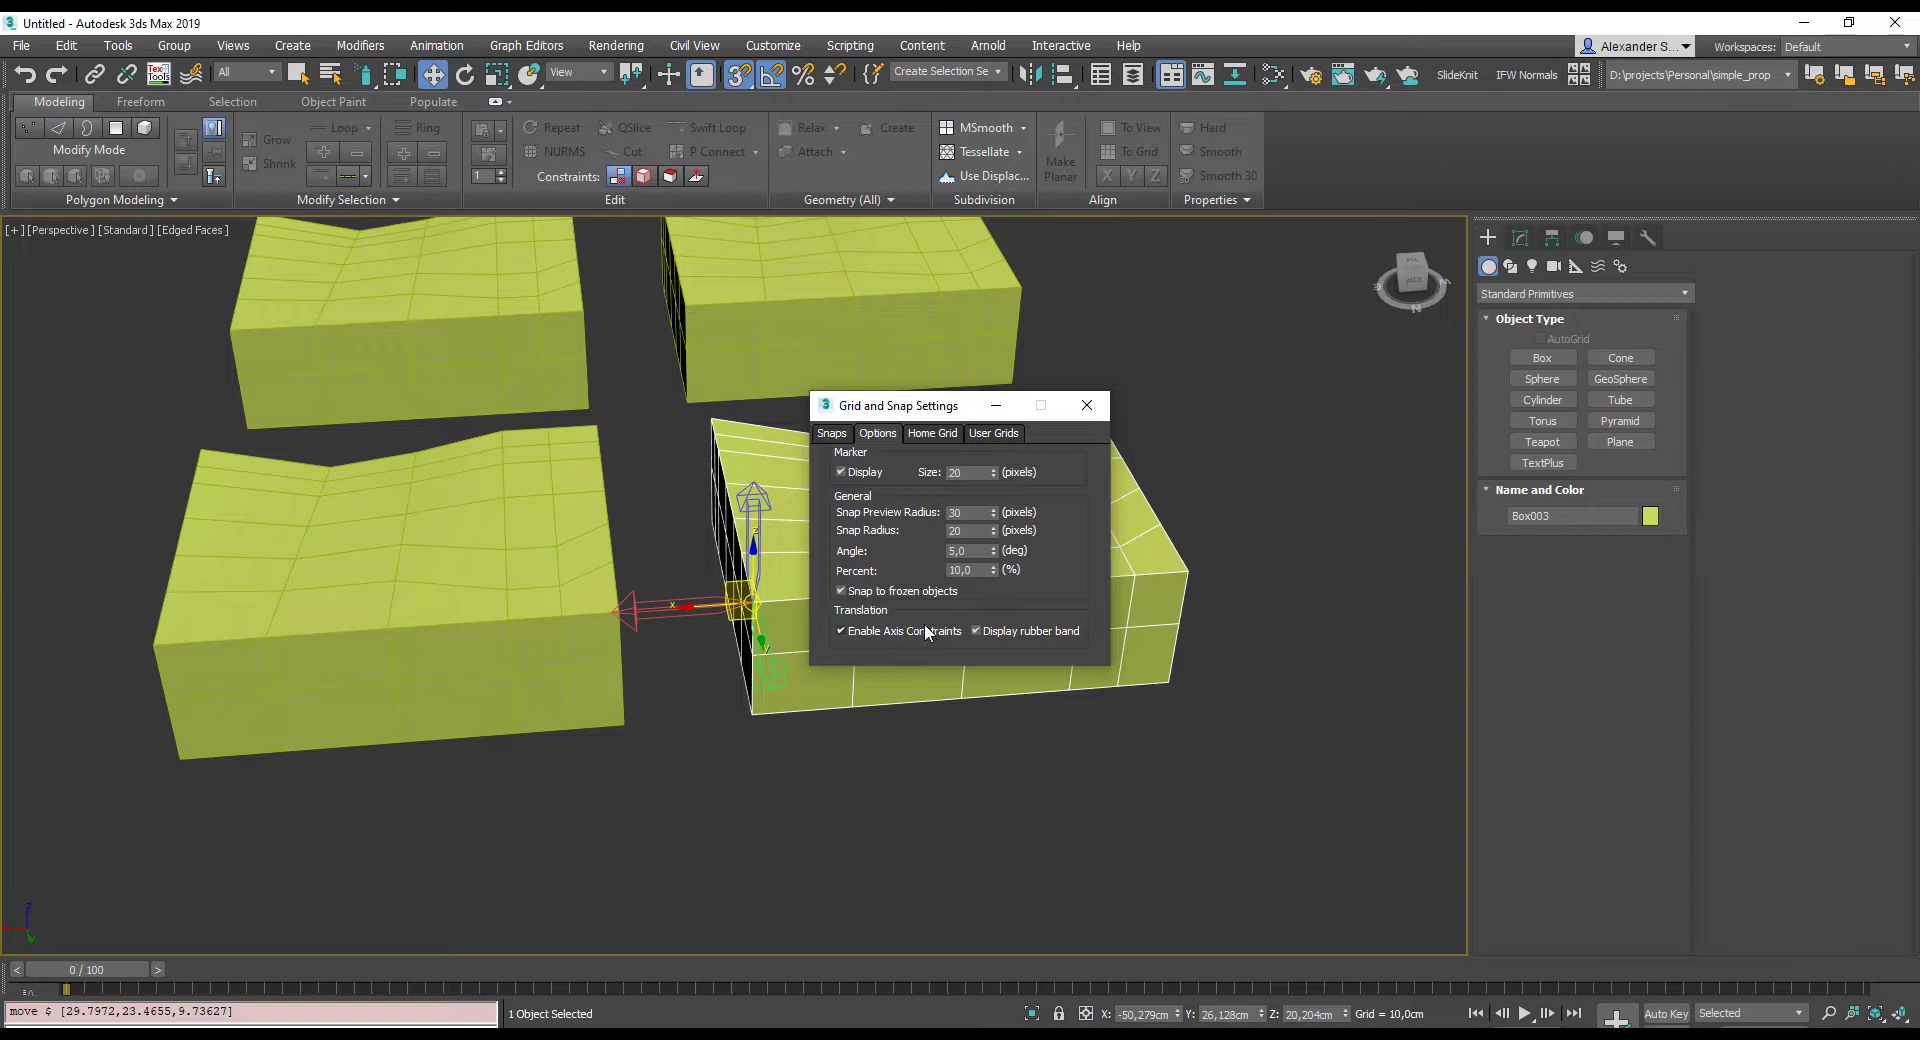 Untitled - Autodesk 3ds Max 2019
File Edit Tools Group Views Create Modifiers Animation Graph Editors Rendering Civil View Customize Scripting Content Arnold Interactive Help
Alexander S... Workspaces: Default
Tex Tools All View 3 Create Selection Se SlideKnit IFW Normals D:\projects\Personal\simple_prop
Modeling Freeform Selection Object Paint Populate
Loop Ring Repeat QSlice Swift Loop Relax Create MSmooth To View Hard
Grow
Modify Mode NURMS Cut P Connect Attach Tessellate Make Planar To Grid Smooth
Shrink 1 Constraints: Use Displac... X Y Z Smooth 30
Polygon Modeling Modify Selection Edit Geometry (All) Subdivision Align Properties
[+] [Perspective] [Standard] [Edged Faces]
BACK
N
Standard Primitives
Object Type
AutoGrid
Box Cone
Sphere GeoSphere
Cylinder Tube
Torus Pyramid
Teapot Plane
TextPlus
Name and Color
Box003
3 Grid and Snap Settings
Snaps Options Home Grid User Grids
Marker
Display Size: 20 (pixels)
General
Snap Preview Radius: 30 (pixels)
Snap Radius: 20 (pixels)
Angle: 5,0 (deg)
Percent: 10,0 (%)
Snap to frozen objects
Translation
Enable Axis Constraints Display rubber band
z
x
y
z
y
< 0 / 100 >
move $ [29.7972,23.4655,9.73627] 1 Object Selected X: -50,279cm Y: 26,128cm Z: 20,204cm Grid = 10,0cm Auto Key Selected